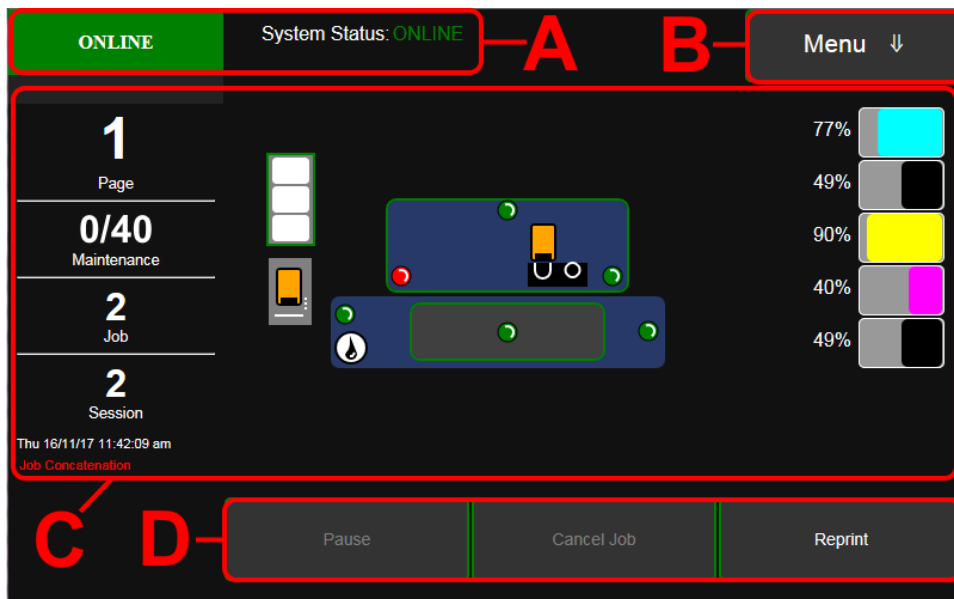 ONLINE
System Status: ONLINE
A
B
Menu ⇓
1
Page
0/40
Maintenance
2
Job
2
Session
Thu 16/11/17 11:42:09 am
Job Concatenation
77%
49%
90%
40%
49%
C
D
Pause
Cancel Job
Reprint